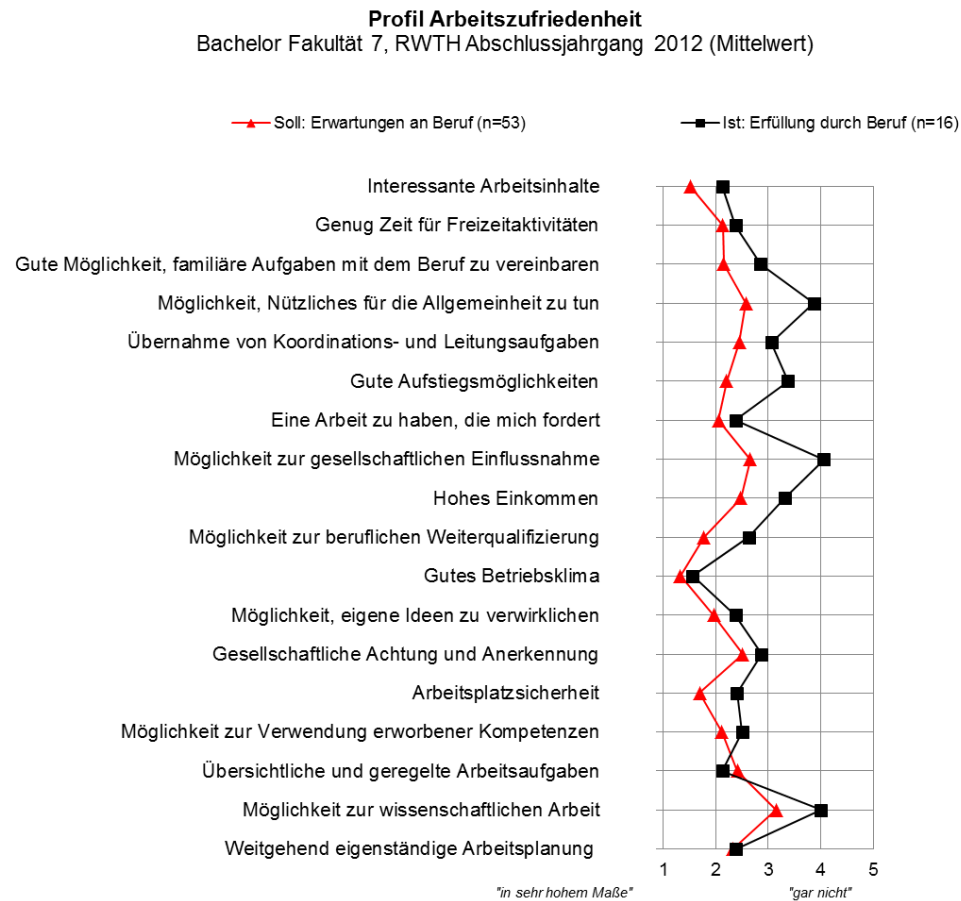 Profil Arbeitszufriedenheit
Bachelor Fakultät 7, RWTH Abschlussjahrgang 2012 (Mittelwert)
Soll: Erwartungen an Beruf (n=53)
Ist: Erfüllung durch Beruf (n=16)
Interessante Arbeitsinhalte
Genug Zeit für Freizeitaktivitäten
Gute Möglichkeit, familiäre Aufgaben mit dem Beruf zu vereinbaren
Möglichkeit, Nützliches für die Allgemeinheit zu tun
Übernahme von Koordinations- und Leitungsaufgaben
Gute Aufstiegsmöglichkeiten
Eine Arbeit zu haben, die mich fordert
Möglichkeit zur gesellschaftlichen Einflussnahme
Hohes Einkommen
Möglichkeit zur beruflichen Weiterqualifizierung
Gutes Betriebsklima
Möglichkeit, eigene Ideen zu verwirklichen
Gesellschaftliche Achtung und Anerkennung
Arbeitsplatzsicherheit
Möglichkeit zur Verwendung erworbener Kompetenzen
Übersichtliche und geregelte Arbeitsaufgaben
Möglichkeit zur wissenschaftlichen Arbeit
Weitgehend eigenständige Arbeitsplanung
1 2 3 4 5
"in sehr hohem Maße" "gar nicht"